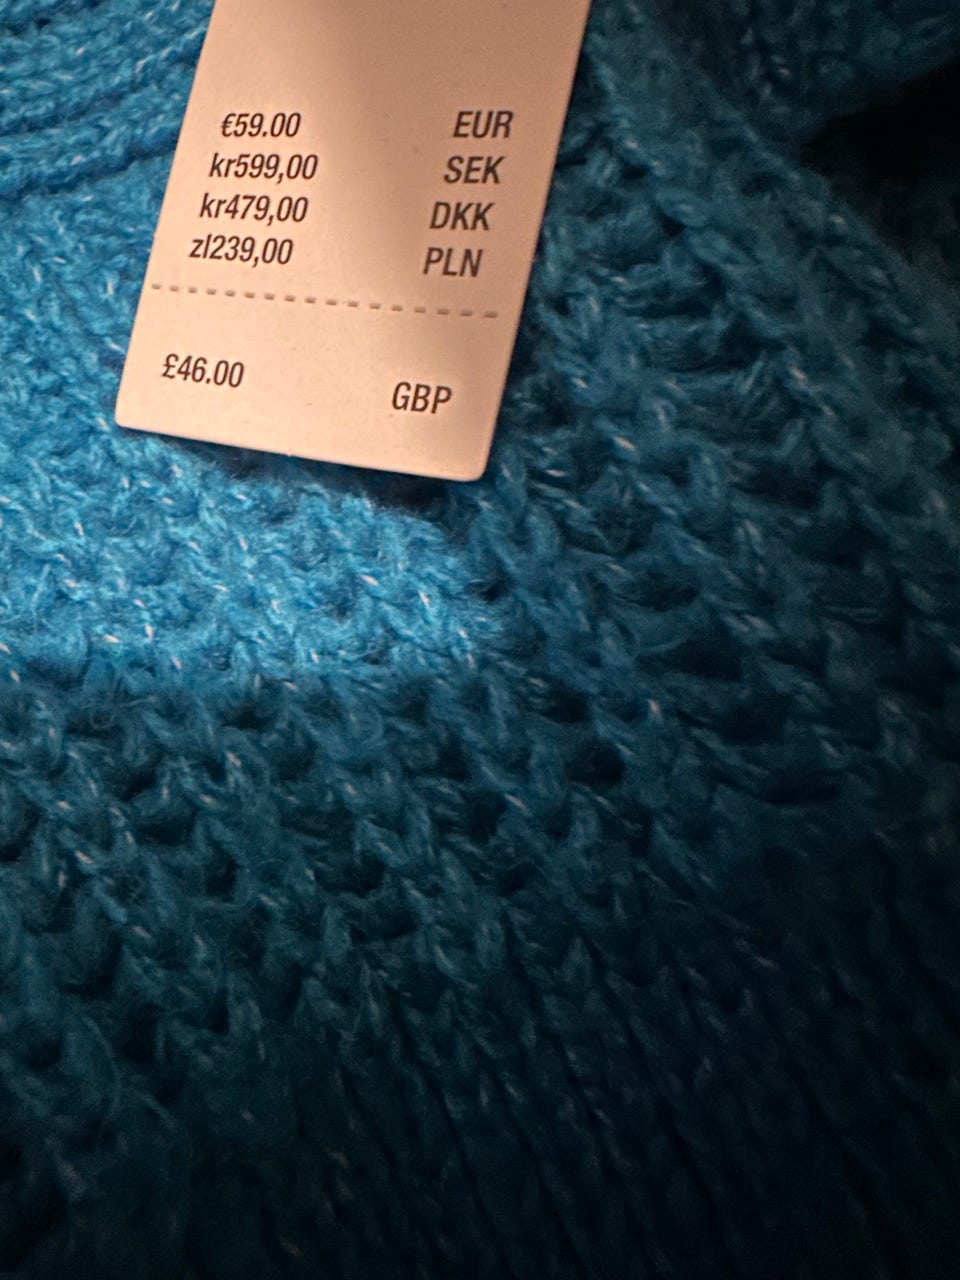 €59.00 EUR
kr599,00 SEK
kr479,00 DKK
zl239,00 PLN
£46.00 GBP